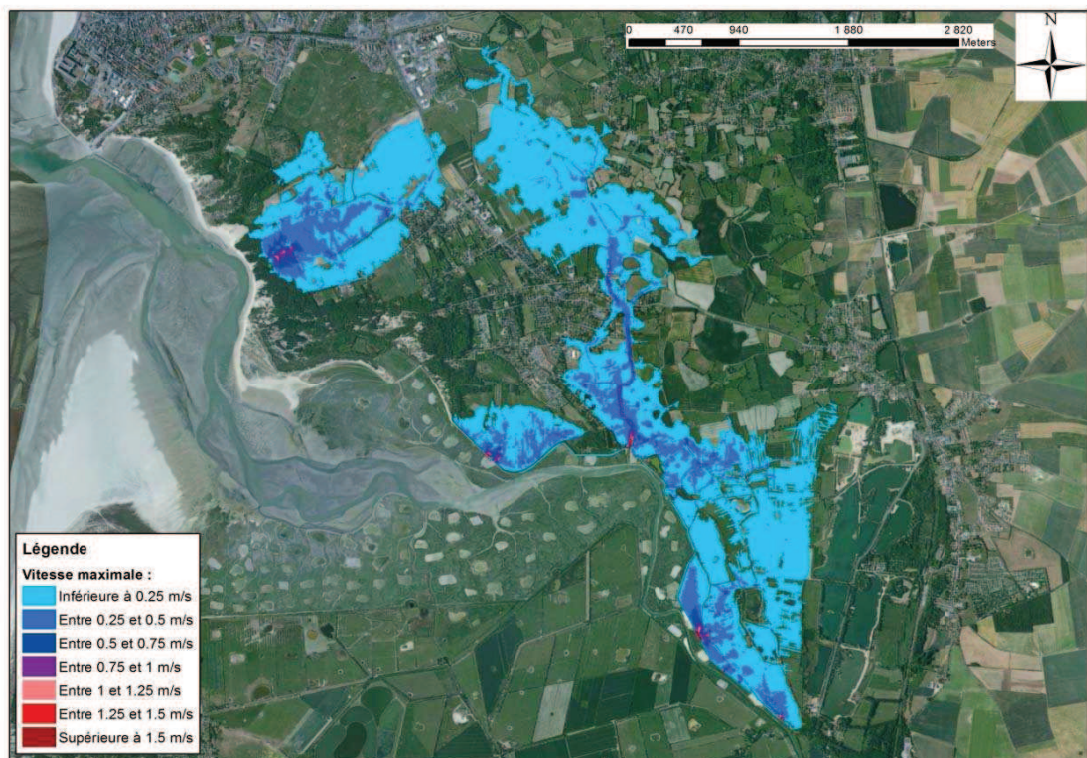 0 470 940 1 880 2 820
Meters
N
Légende
Vitesse maximale :
Inférieure à 0.25 m/s
Entre 0.25 et 0.5 m/s
Entre 0.5 et 0.75 m/s
Entre 0.75 et 1 m/s
Entre 1 et 1.25 m/s
Entre 1.25 et 1.5 m/s
Supérieure à 1.5 m/s